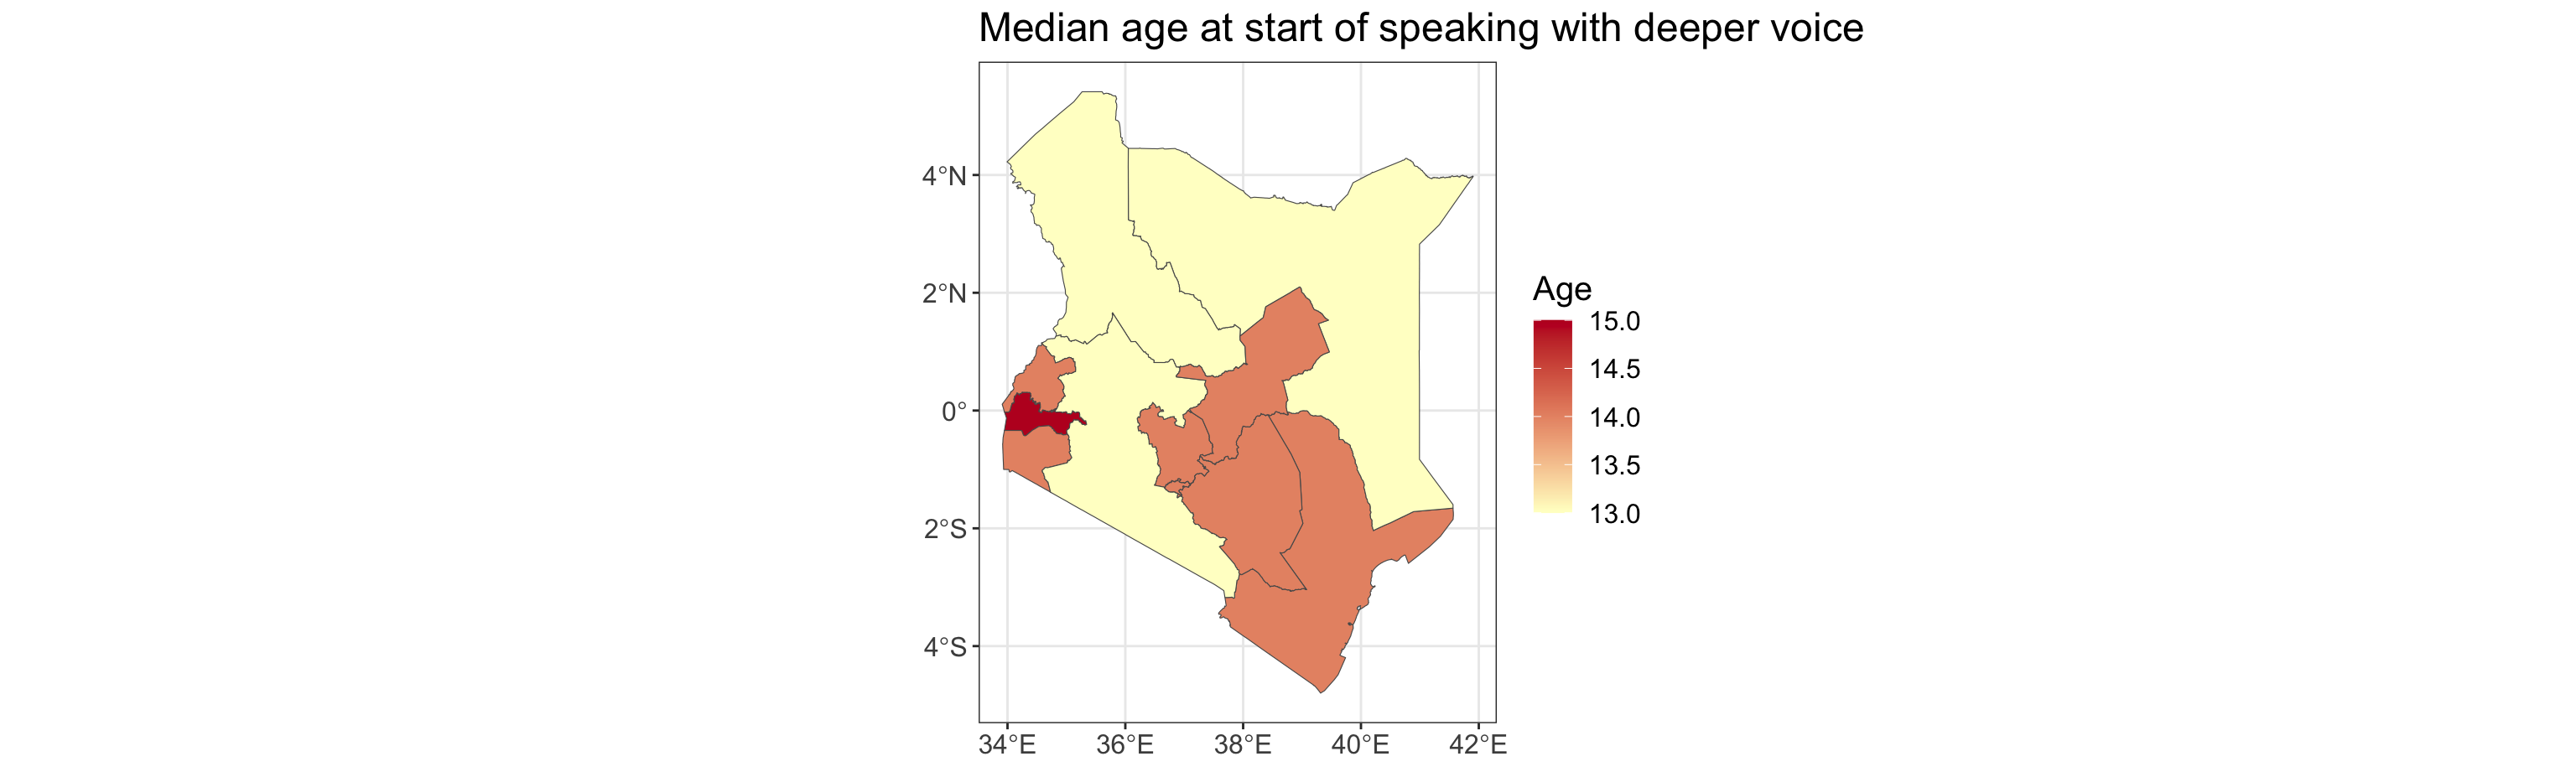 Median age at start of speaking with deeper voice
4°N
2°N
0°
2°S
4°S
34°E 36°E 38°E 40°E 42°E
Age
15.0
14.5
14.0
13.5
13.0